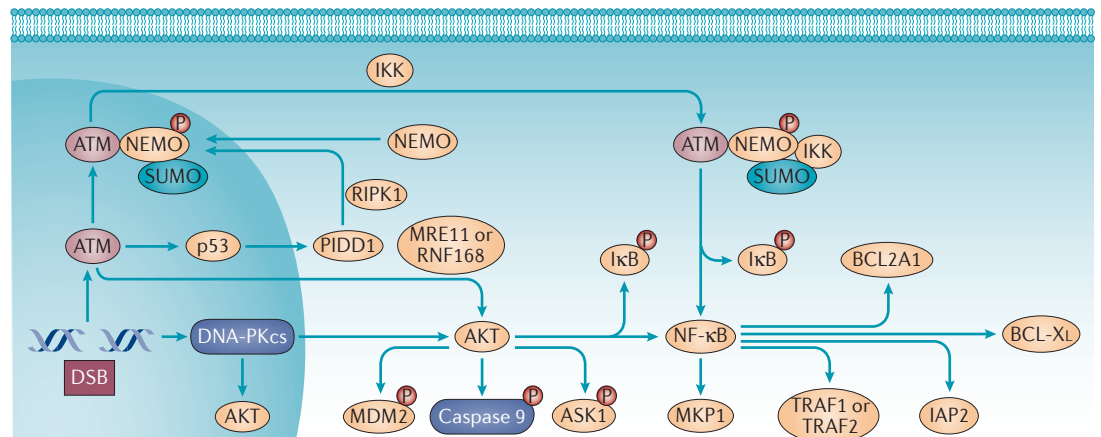 IKK
P
P
ATM
NEMO
NEMO
ATM
NEMO
IKK
SUMO
SUMO
RIPK1
ATM
p53
PIDD1
MRE11 or
RNF168
P
IκB
P
IκB
BCL2A1
DNA-PKcs
AKT
NF-κB
BCL-XL
DSB
AKT
P
MDM2
P
Caspase 9
P
ASK1
MKP1
TRAF1 or
TRAF2
IAP2